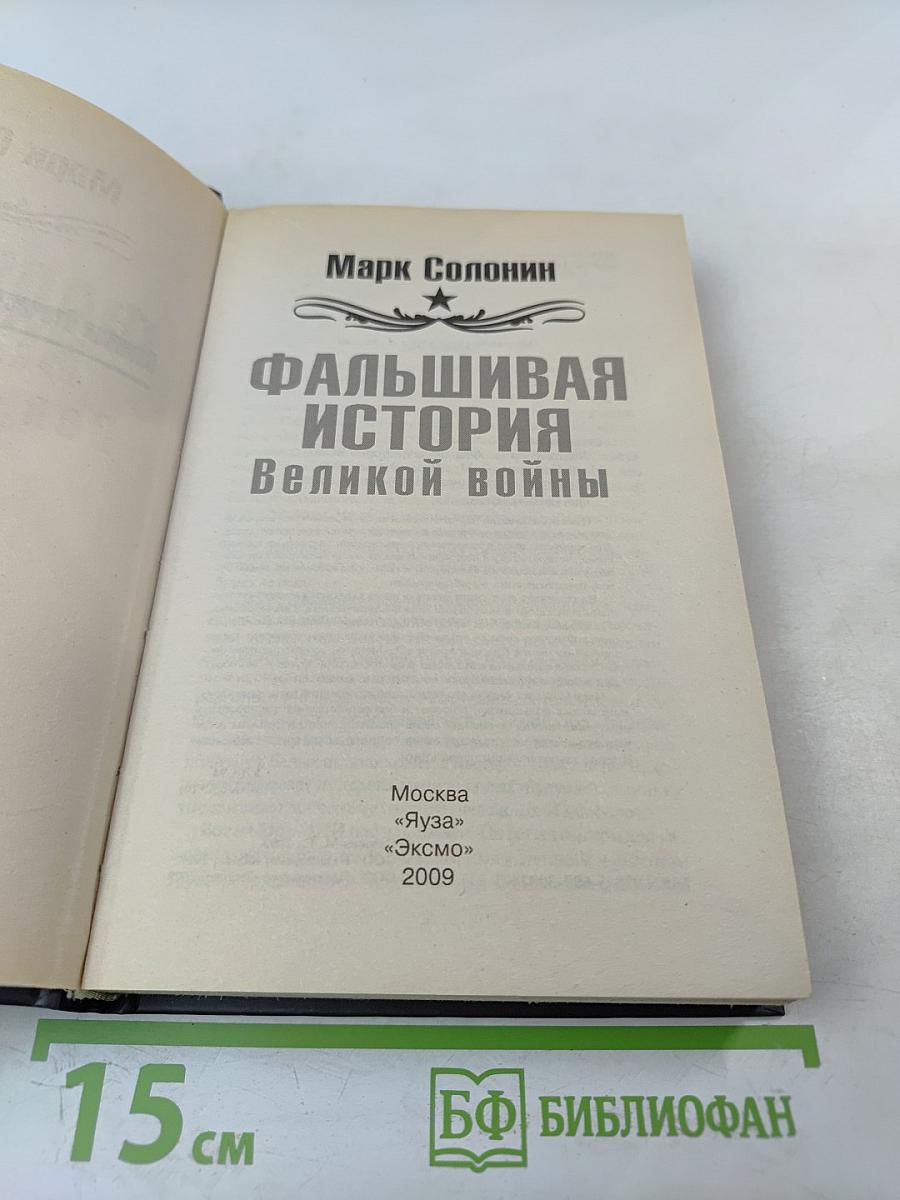 Марк Солонин
ФАЛЬШИВАЯ
ИСТОРИЯ
Великой войны
Москва
«Яуза»
«Эксмо»
2009
15 см
БФ БИБЛИОФАН